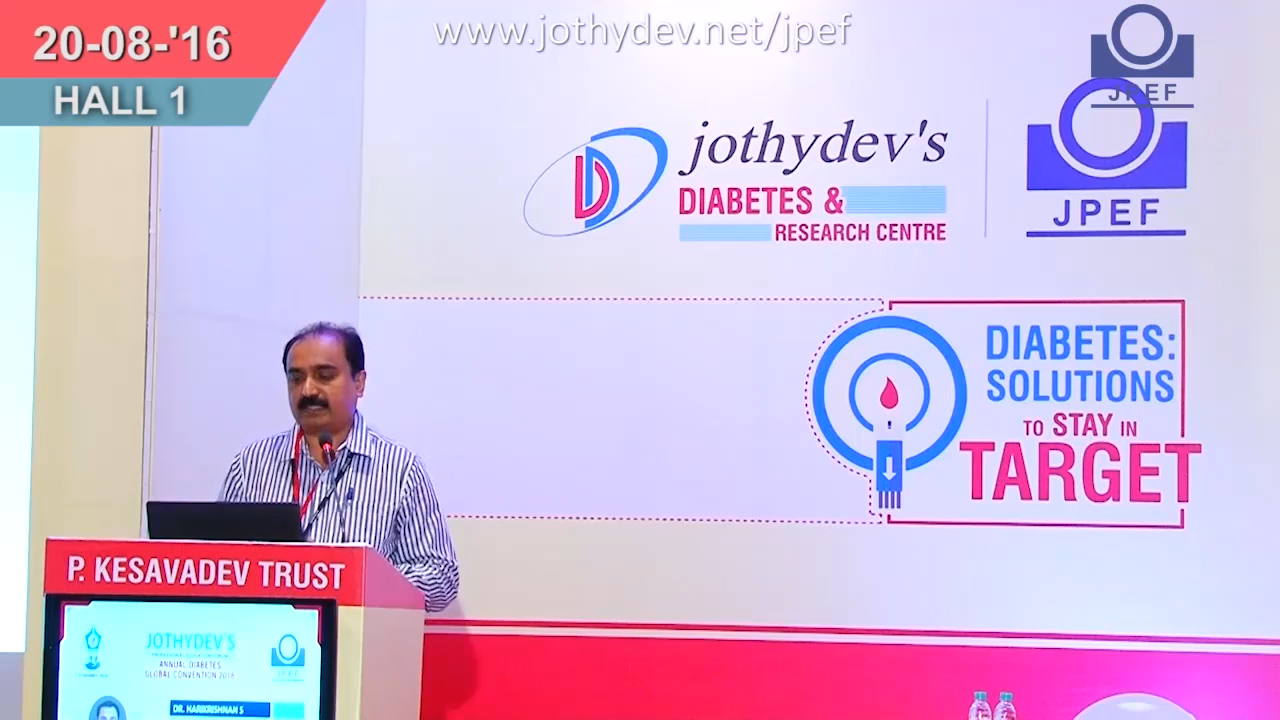 20-08-'16
HALL 1
www.jothydev.net/jpef
JPEF
jothydev's
DIABETES &
RESEARCH CENTRE
JPEF
DIABETES:
SOLUTIONS
TO STAY IN
TARGET
P. KESAVADEV TRUST
JOTHYDEV'S
ANNUAL DIABETES
GLOBAL CONVENTION 2016
JPEF
DR. HARIKRISHNAN S